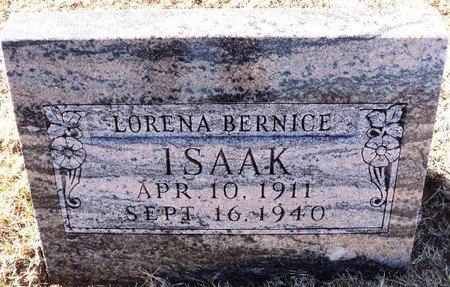 LORENA BERNICE
ISAAK
APR. 10, 1911
SEPT. 16, 1940